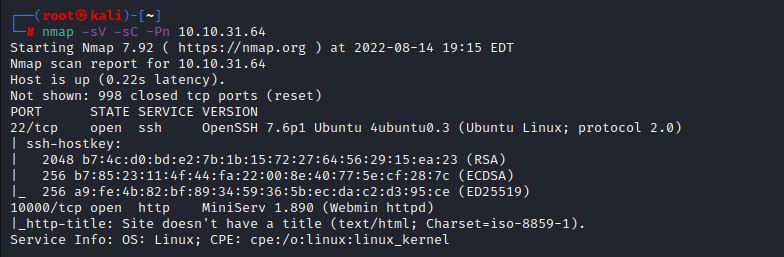 ┌──(root㉿kali)-[~]
└─# nmap -sV -sC -Pn 10.10.31.64
Starting Nmap 7.92 ( https://nmap.org ) at 2022-08-14 19:15 EDT
Nmap scan report for 10.10.31.64
Host is up (0.22s latency).
Not shown: 998 closed tcp ports (reset)
PORT      STATE SERVICE VERSION
22/tcp    open  ssh     OpenSSH 7.6p1 Ubuntu 4ubuntu0.3 (Ubuntu Linux; protocol 2.0)
| ssh-hostkey:
|   2048 b7:4c:d0:bd:e2:7b:1b:15:72:27:64:56:29:15:ea:23 (RSA)
|   256 b7:85:23:11:4f:44:fa:22:00:8e:40:77:5e:cf:28:7c (ECDSA)
|_  256 a9:fe:4b:82:bf:89:34:59:36:5b:ec:da:c2:d3:95:ce (ED25519)
10000/tcp open  http    MiniServ 1.890 (Webmin httpd)
|_http-title: Site doesn't have a title (text/html; Charset=iso-8859-1).
Service Info: OS: Linux; CPE: cpe:/o:linux:linux_kernel